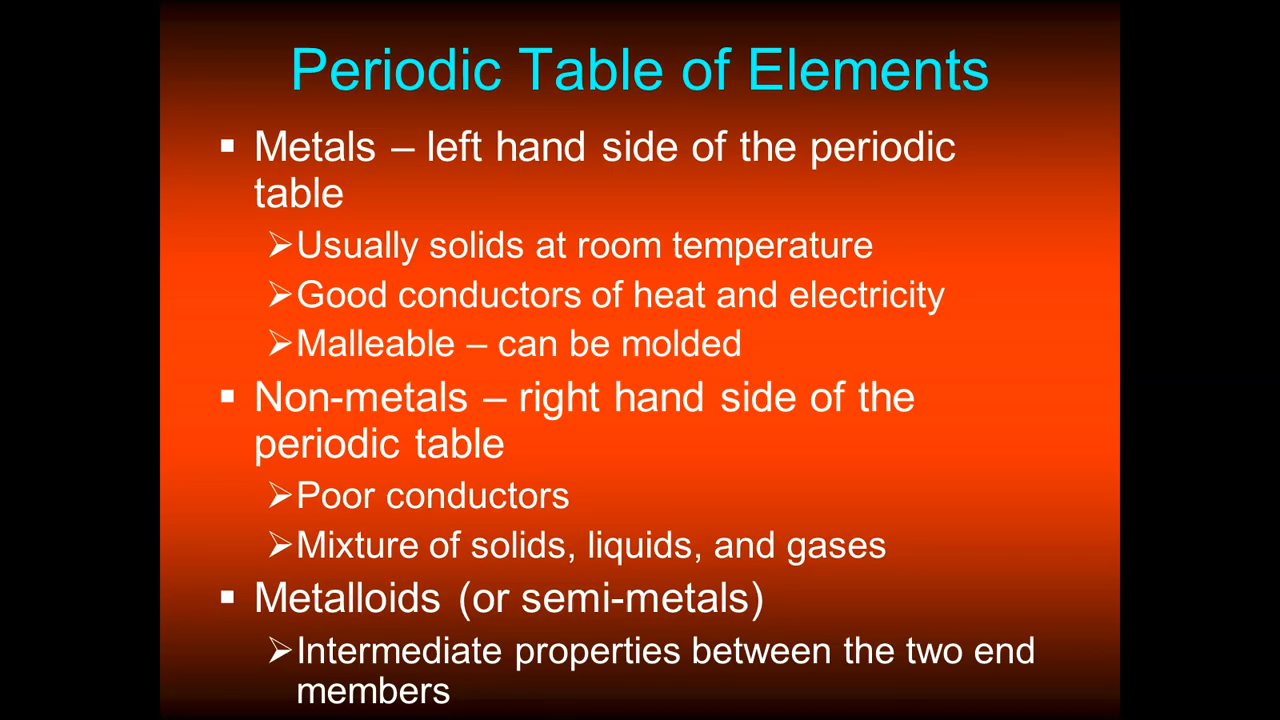 Periodic Table of Elements
▪ Metals – left hand side of the periodic
table
➢Usually solids at room temperature
➢Good conductors of heat and electricity
➢Malleable – can be molded
▪ Non-metals – right hand side of the
periodic table
➢Poor conductors
➢Mixture of solids, liquids, and gases
▪ Metalloids (or semi-metals)
➢Intermediate properties between the two end
members